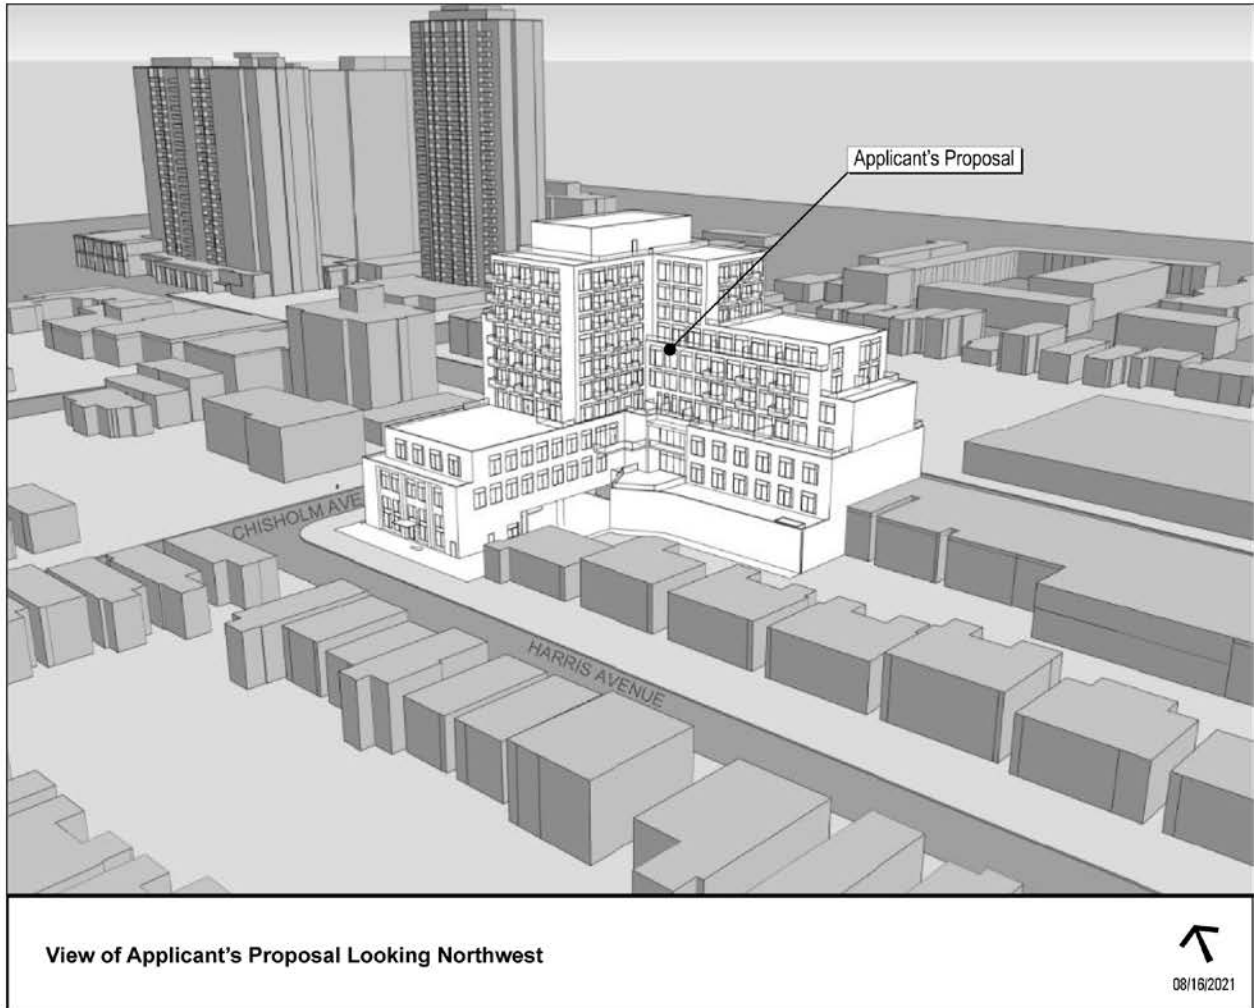 Applicant's Proposal
CHISHOLM AVE
HARRIS AVENUE
View of Applicant's Proposal Looking Northwest
08/16/2021